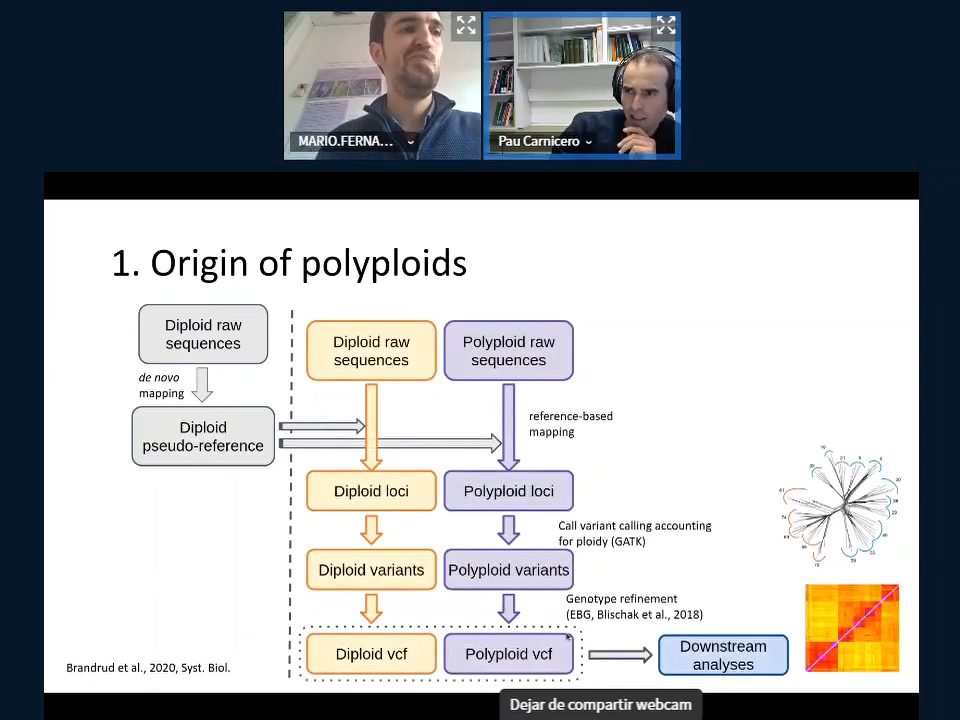 MARIO.FERNA...
Pau Carnicero
1. Origin of polyploids
Diploid raw
sequences
de novo
mapping
Diploid
pseudo-reference
Diploid raw
sequences
Polyploid raw
sequences
reference-based
mapping
Diploid loci
Polyploid loci
Call variant calling accounting
for ploidy (GATK)
Diploid variants
Polyploid variants
Genotype refinement
(EBG, Blischak et al., 2018)
Diploid vcf
Polyploid vcf
Downstream
analyses
Brandrud et al., 2020, Syst. Biol.
Dejar de compartir webcam